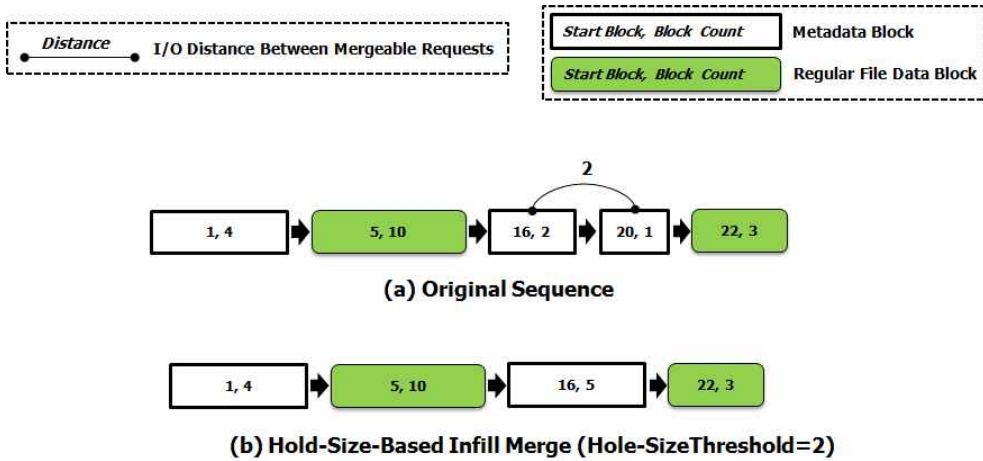 Distance
I/O Distance Between Mergeable Requests
Start Block, Block Count
Metadata Block
Start Block, Block Count
Regular File Data Block
2
1, 4
5, 10
16, 2
20, 1
22, 3
(a) Original Sequence
1, 4
5, 10
16, 5
22, 3
(b) Hold-Size-Based Infill Merge (Hole-SizeThreshold=2)